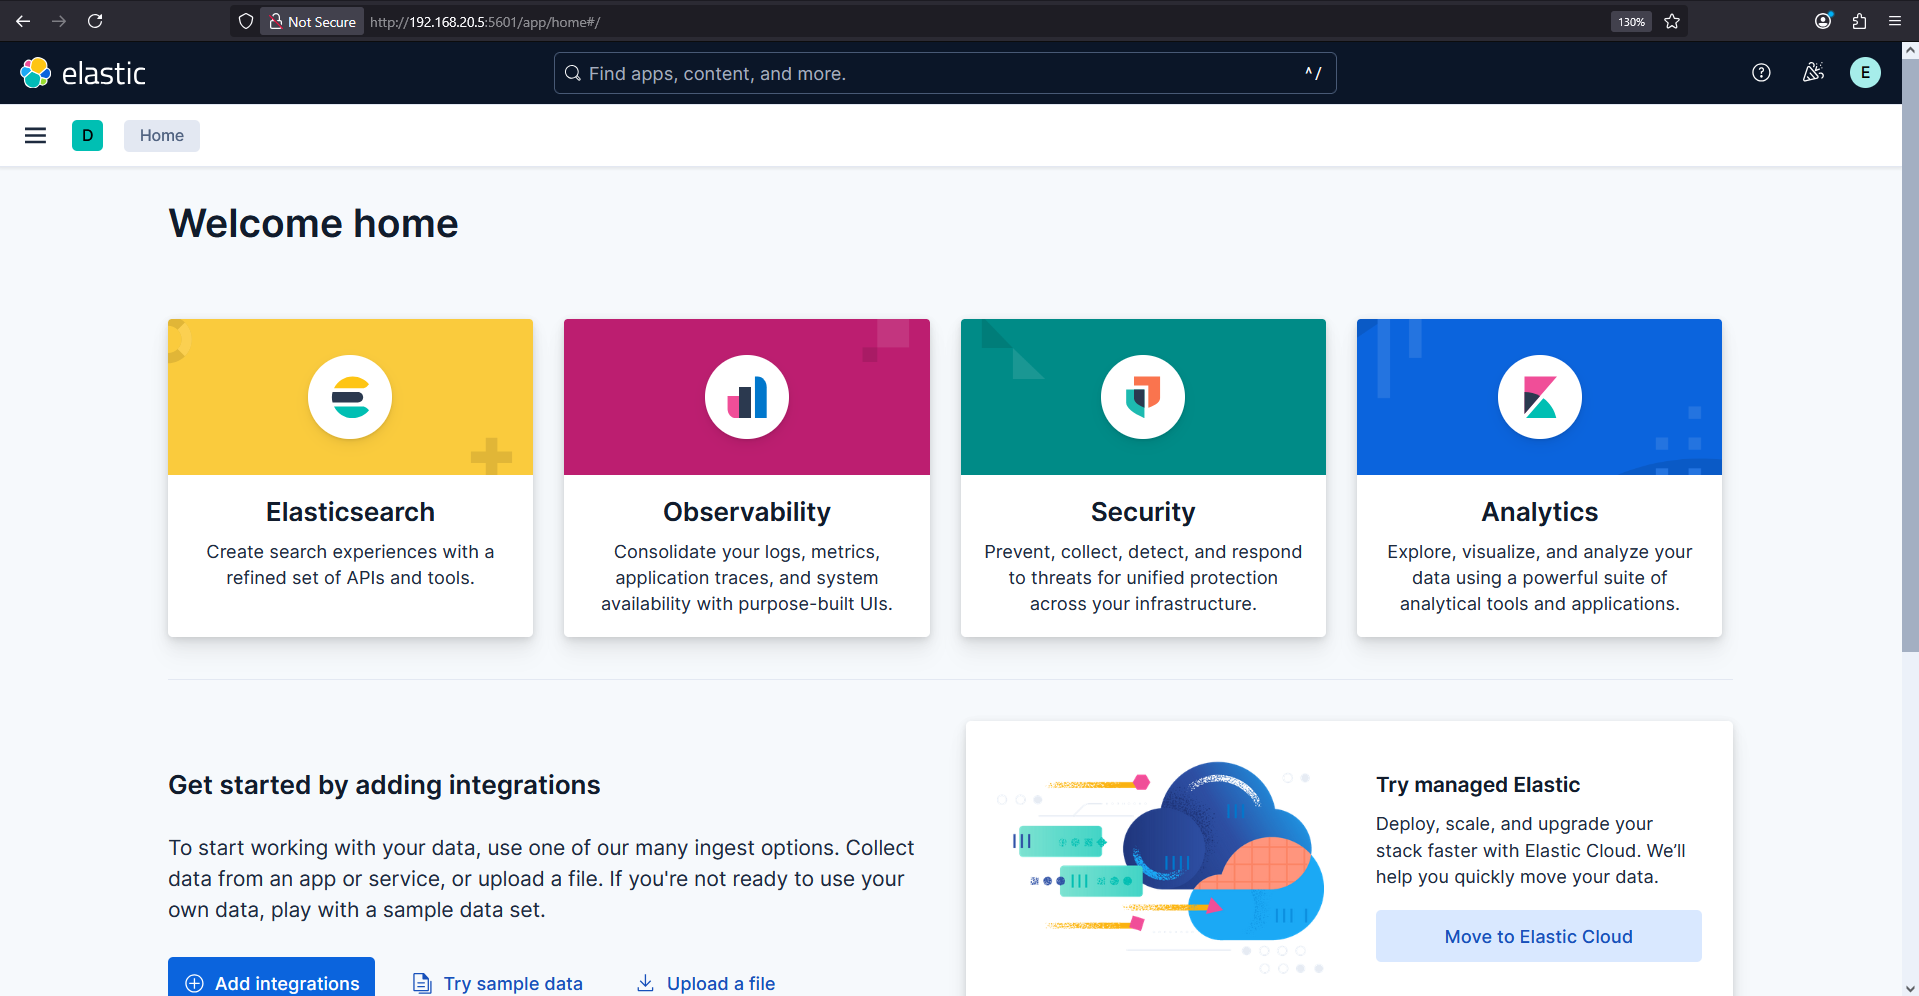 Not Secure
http://192.168.20.5:5601/app/home#/
130%
elastic
Find apps, content, and more.
^ /
E
D
Home
Welcome home
Elasticsearch
Create search experiences with a
refined set of APIs and tools.
Observability
Consolidate your logs, metrics,
application traces, and system
availability with purpose-built UIs.
Security
Prevent, collect, detect, and respond
to threats for unified protection
across your infrastructure.
Analytics
Explore, visualize, and analyze your
data using a powerful suite of
analytical tools and applications.
Get started by adding integrations
To start working with your data, use one of our many ingest options. Collect
data from an app or service, or upload a file. If you're not ready to use your
own data, play with a sample data set.
Add integrations
Try sample data
Upload a file
Try managed Elastic
Deploy, scale, and upgrade your
stack faster with Elastic Cloud. We’ll
help you quickly move your data.
Move to Elastic Cloud